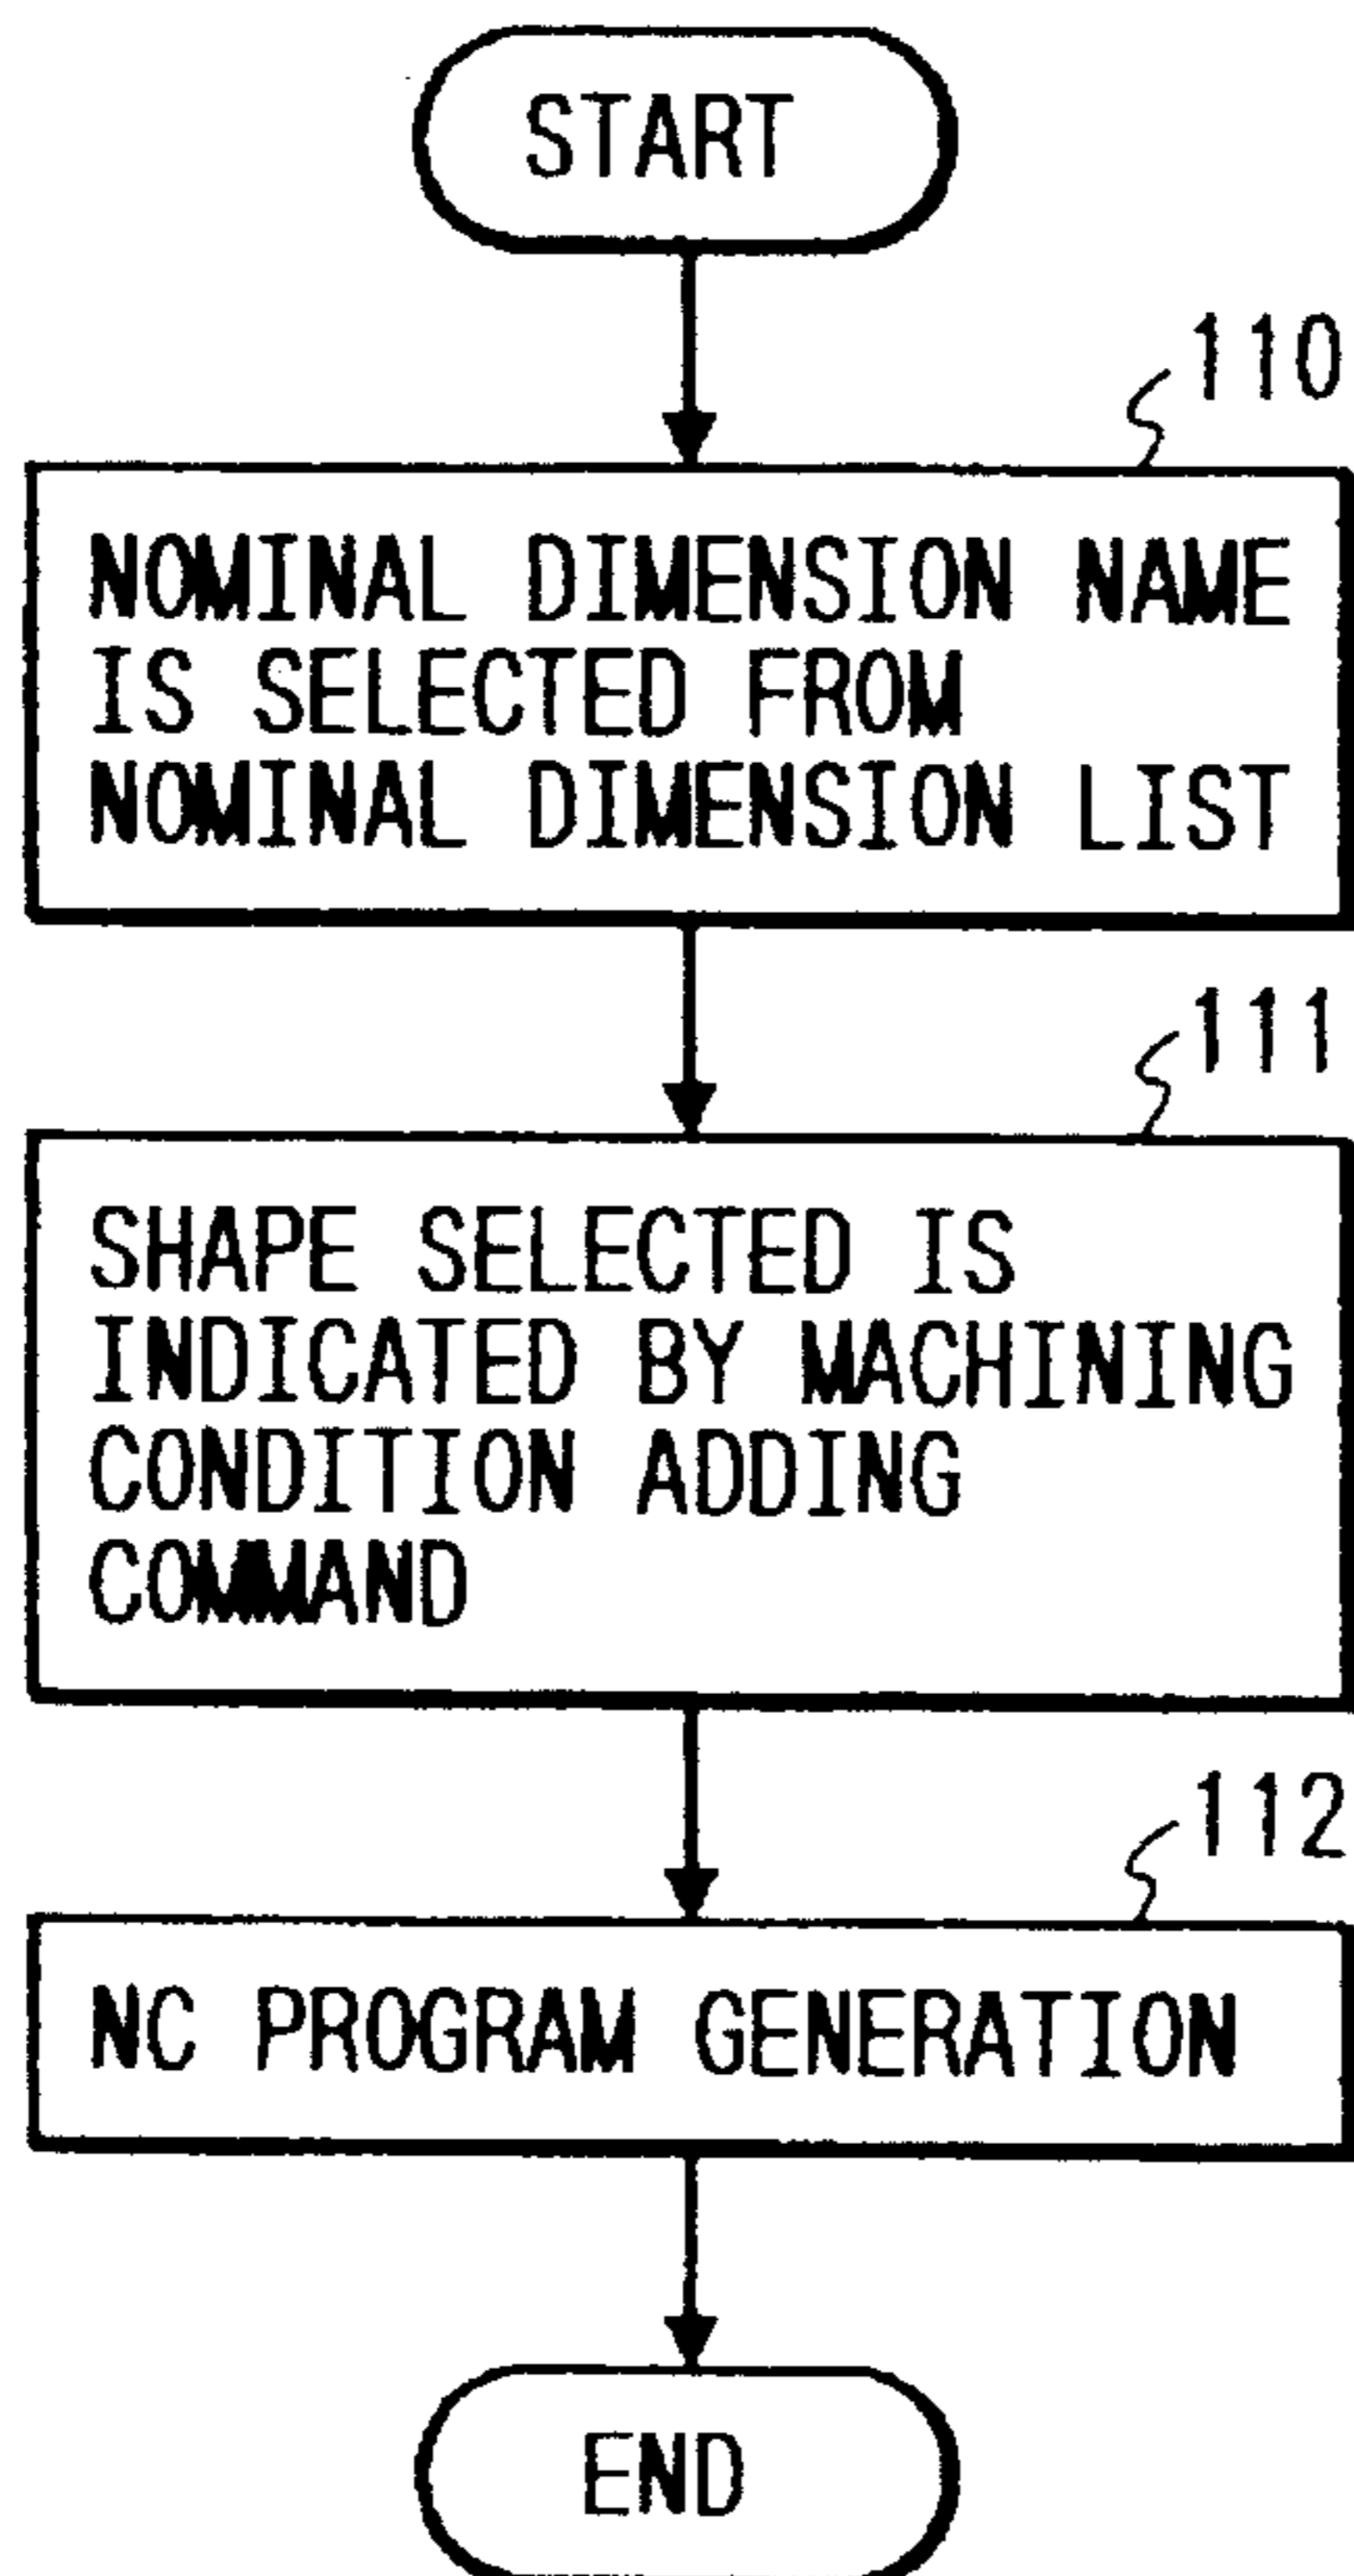 START
110
NOMINAL DIMENSION NAME
IS SELECTED FROM
NOMINAL DIMENSION LIST
111
SHAPE SELECTED IS
INDICATED BY MACHINING
CONDITION ADDING
COMMAND
112
NC PROGRAM GENERATION
END